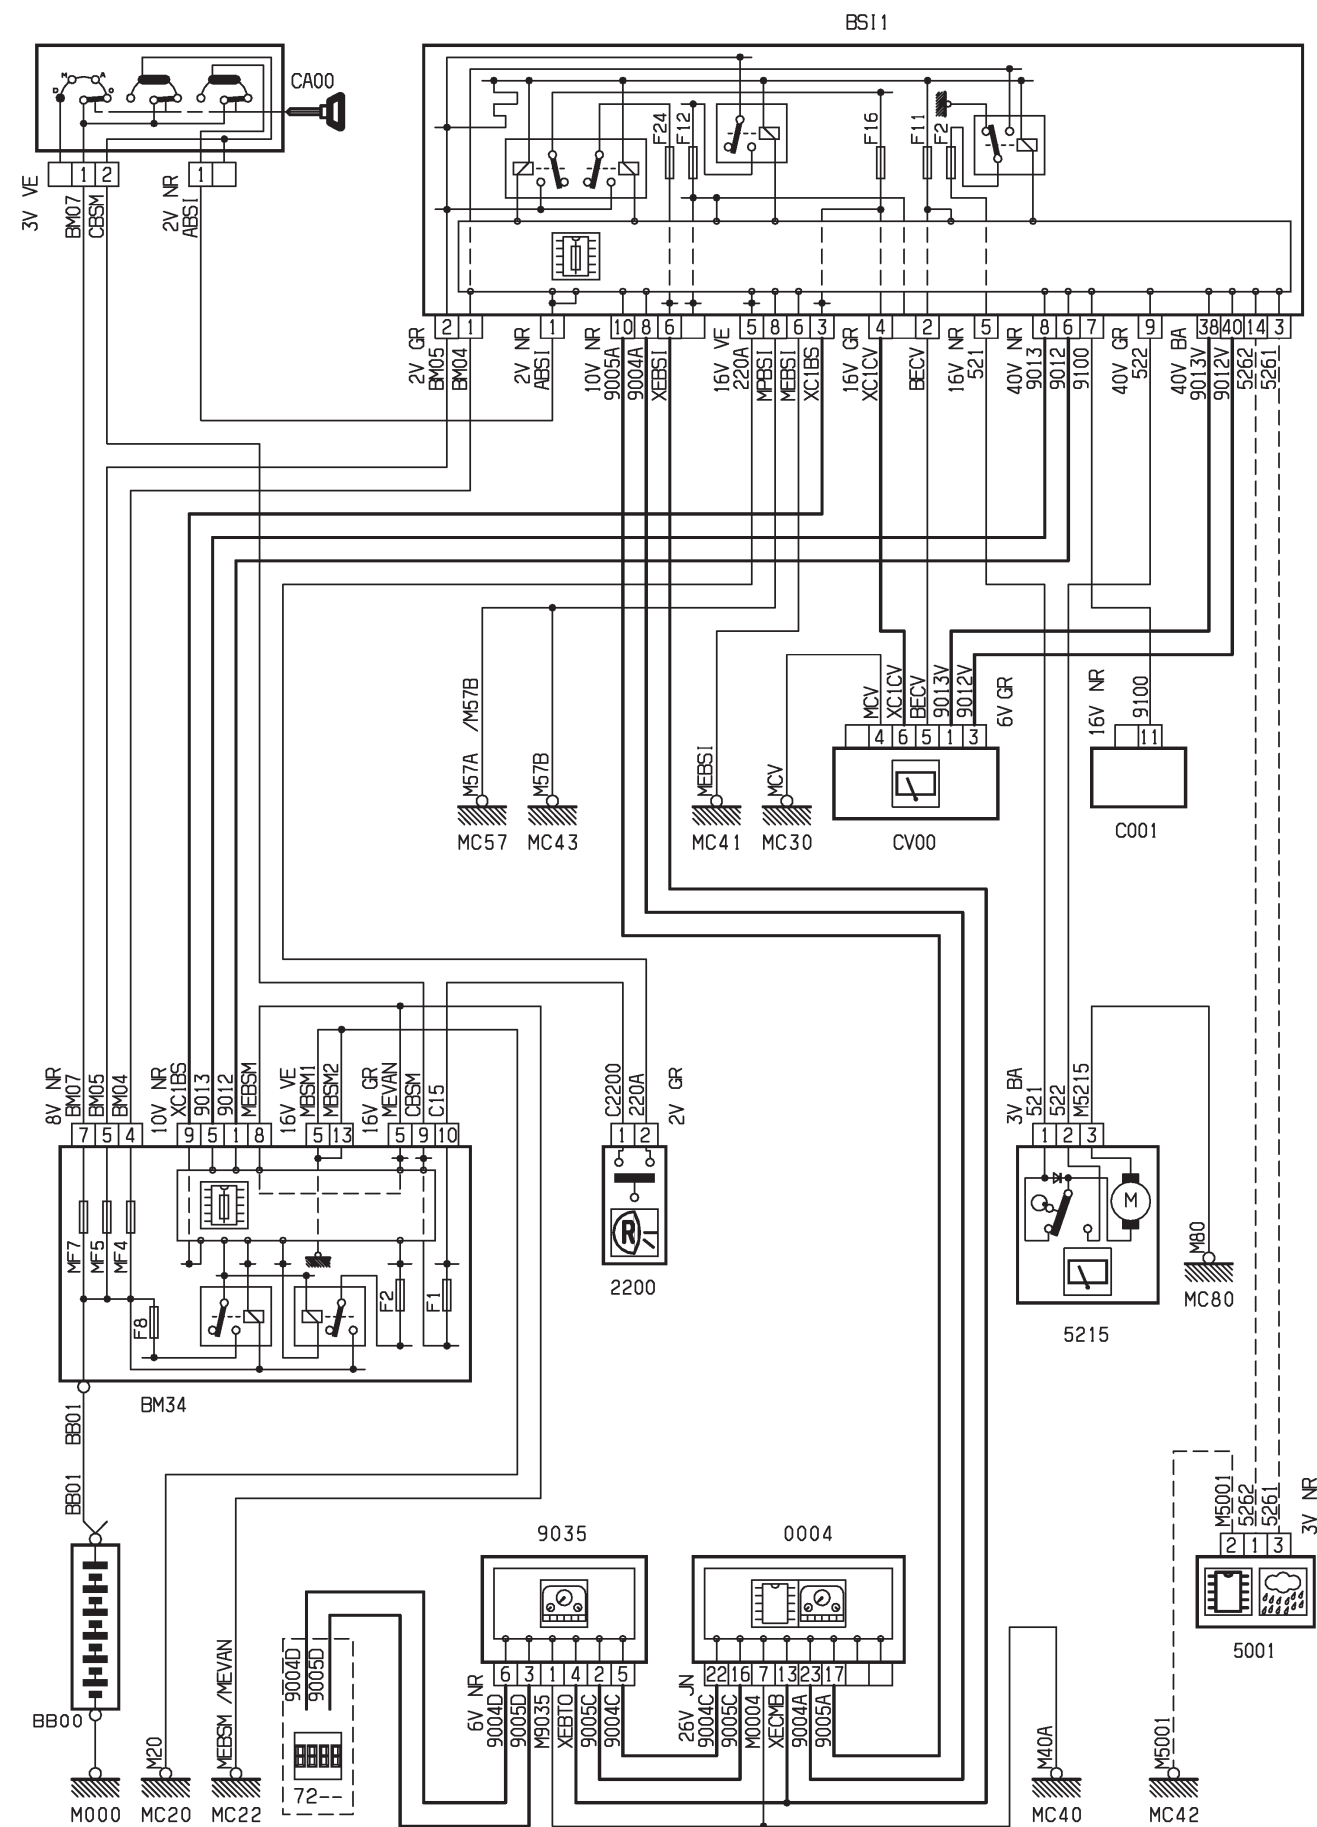 BSI1
CA00
M
A
D
C
1
2
1
3V VE
BM07
CBSM
2V NR
ABSI
F24
F12
F16
F11
F2
2
1
1
10
8
6
5
8
6
3
4
2
5
8
6
7
9
38
40
14
3
2V GR
BM05
BM04
2V NR
ABSI
10V NR
9005A
9004A
XEBSI
16V VE
220A
MPBSI
MEBSI
XC1BS
16V GR
XC1CV
BECV
16V NR
521
40V NR
9013
9012
9100
40V GR
522
40V BA
9013V
9012V
5262
5261
M57A /M57B
M57B
MEBSI
MCV
MCV
XC1CV
BECV
9013V
9012V
6V GR
4
6
5
1
3
16V NR
9100
11
MC57
MC43
MC41
MC30
CV00
C001
8V NR
BM07
BM05
BM04
10V NR
XC1BS
9013
9012
MEBSM
16V VE
MBSM1
MBSM2
16V GR
MEVAN
CBSM
C15
7
5
4
9
5
1
8
5
13
5
9
10
C2200
220A
2V GR
1
2
R
2200
3V BA
521
522
M5215
1
2
3
M
5215
M80
MC80
MF7
MF5
MF4
F8
F2
F1
BM34
BB01
BB01
BB00
M000
M20
MC20
MEBSM /MEVAN
MC22
9004D
9005D
72--
9035
6
3
1
4
2
5
6V NR
9004D
9005D
M9035
XEBTO
9005C
9004C
0004
22
16
7
13
23
17
26V JN
9004C
9005C
M0004
XECMB
9004A
9005A
M40A
MC40
M5001
5262
5261
3V NR
2
1
3
5001
M5001
MC42